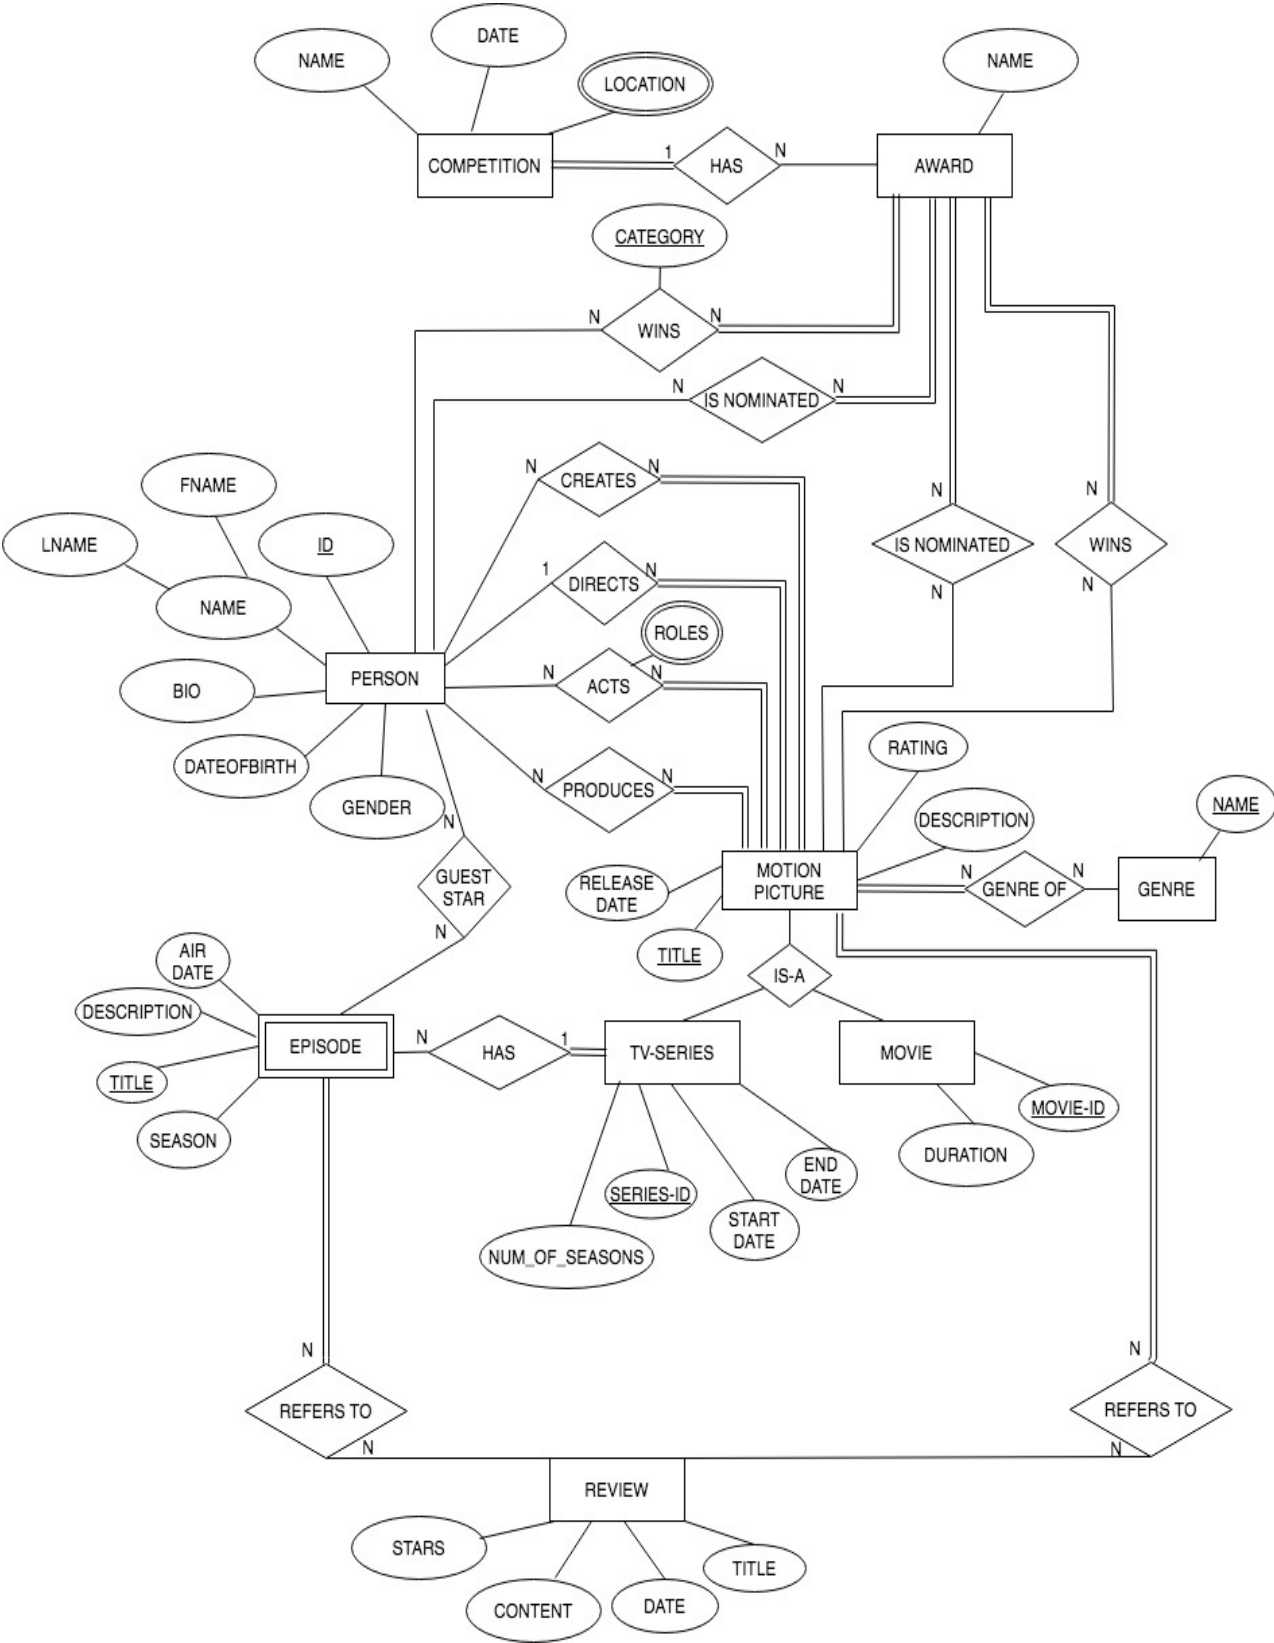 DATE
NAME
NAME
LOCATION
COMPETITION
1
HAS
N
AWARD
CATEGORY
N
WINS
N
N
IS NOMINATED
N
N
CREATES
N
FNAME
LNAME
ID
N
N
IS NOMINATED
WINS
1
DIRECTS
N
N
N
NAME
ROLES
PERSON
N
ACTS
N
BIO
DATEOFBIRTH
GENDER
N
N
PRODUCES
N
RATING
DESCRIPTION
NAME
GUEST
STAR
N
RELEASE
DATE
MOTION
PICTURE
N
GENRE OF
N
GENRE
AIR
DATE
TITLE
IS-A
DESCRIPTION
EPISODE
N
HAS
1
TV-SERIES
MOVIE
TITLE
SEASON
MOVIE-ID
DURATION
END
DATE
SERIES-ID
START
DATE
NUM_OF_SEASONS
N
N
REFERS TO
REFERS TO
N
N
REVIEW
STARS
CONTENT
DATE
TITLE